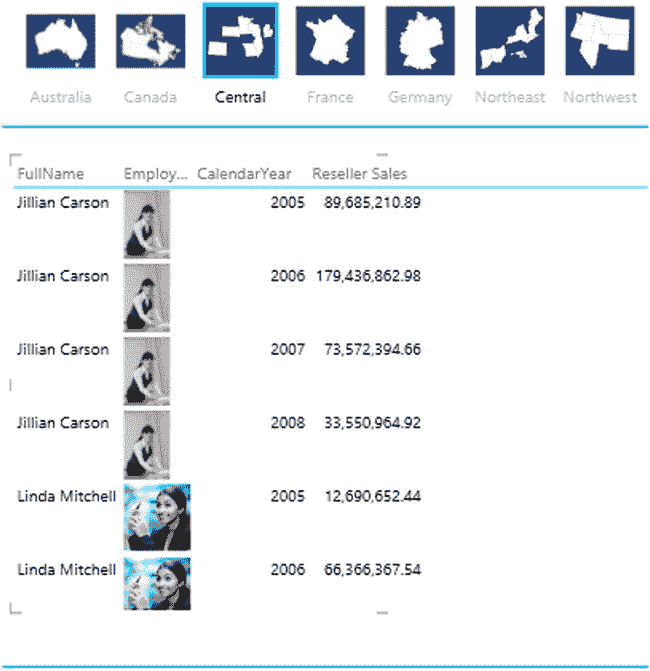 Australia Canada Central France Germany Northeast Northwest
FullName Employ... CalendarYear Reseller Sales
Jillian Carson 2005 89,685,210.89
Jillian Carson 2006 179,436,862.98
Jillian Carson 2007 73,572,394.66
Jillian Carson 2008 33,550,964.92
Linda Mitchell 2005 12,690,652.44
Linda Mitchell 2006 66,366,367.54